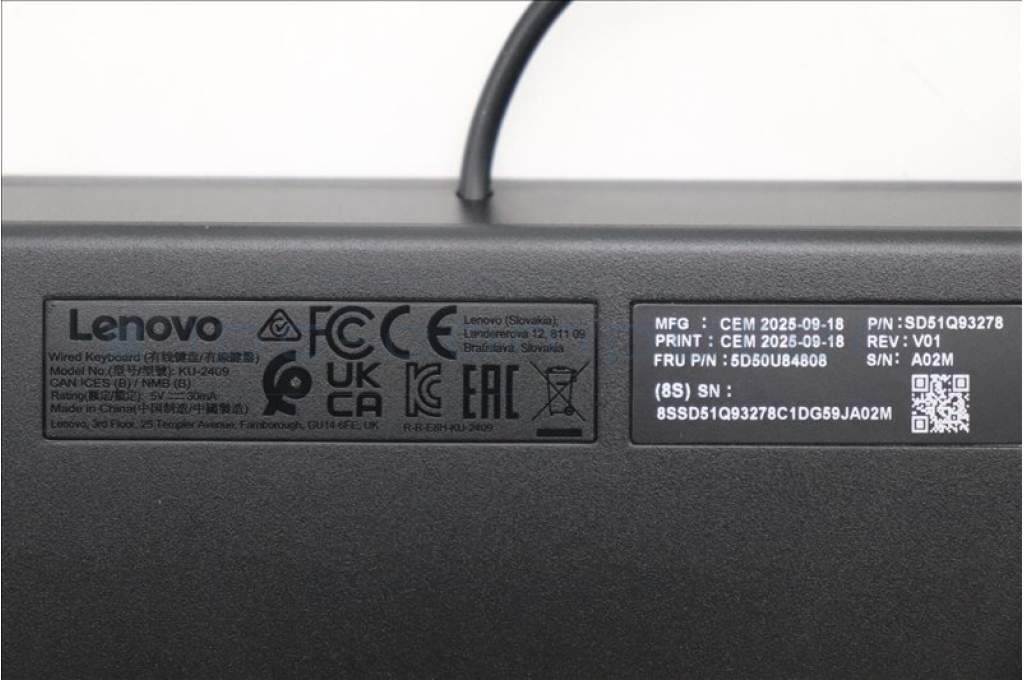 Lenovo
Wired Keyboard (有线键盘/有線鍵盤)
Model No.(型号/型號): KU-2409
CAN ICES (B) / NMB (B)
Rating(额定/額定): 5V 30mA
Made in China(中国制造/中國製造)
Lenovo, 3rd Floor, 25 Templer Avenue, Farnborough, GU14 6FE, UK
FC CE
UK
CA
EAC
Lenovo (Slovakia),
Landererova 12, 811 09
Bratislava, Slovakia
R-R-E8H-KU-2409
MFG : CEM 2025-09-18 P/N:SD51Q93278
PRINT : CEM 2025-09-18 REV: V01
FRU P/N : 5D50U84808 S/N: A02M
(8S) SN :
8SSD51Q93278C1DG59JA02M